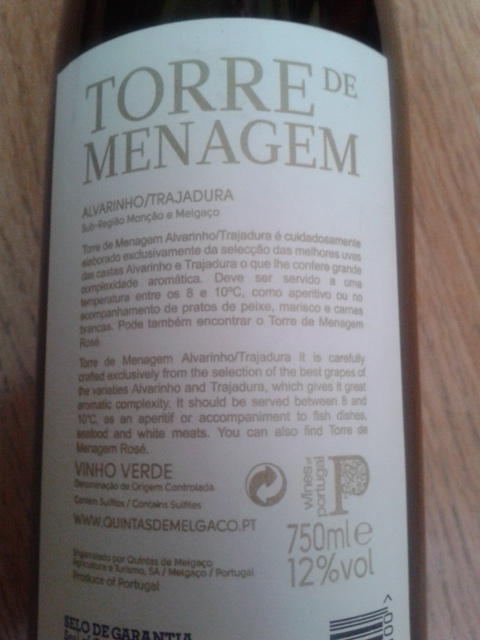 TORRE DE
MENAGEM
ALVARINHO/TRAJADURA
Sub-Região Monção e Melgaço
Torre de Menagem Alvarinho/Trajadura é cuidadosamente
elaborado exclusivamente da selecção das melhores uvas
das castas Alvarinho e Trajadura o que lhe confere grande
complexidade aromática. Deve ser servido a uma
temperatura entre os 8 e 10ºC, como aperitivo ou no
acompanhamento de pratos de peixe, marisco e carnes
brancas. Pode também encontrar o Torre de Menagem
Rosé.
Torre de Menagem Alvarinho/Trajadura It is carefully
crafted exclusively from the selection of the best grapes of
the varieties Alvarinho and Trajadura, which gives it great
aromatic complexity. It should be served between 8 and
10ºC, as an aperitif or accompaniment to fish dishes,
seafood and white meats. You can also find Torre de
Menagem Rosé.
VINHO VERDE
Denominação de Origem Controlada
Contém Sulfitos / Contains Sulfites
WWW.QUINTASDEMELGACO.PT
Engarrafado por Quintas de Melgaço
Agricultura e Turismo, SA / Melgaço / Portugal
Produce of Portugal
wines of
portugal
P
750ml e
12%vol
SELO DE GARANTIA